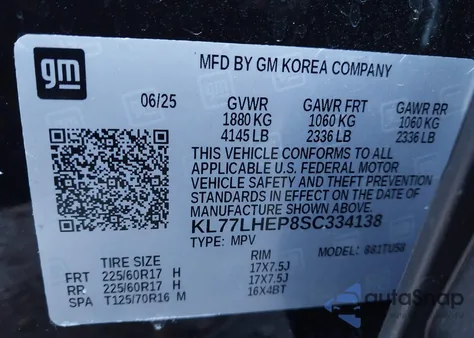 gm
MFD BY GM KOREA COMPANY
06/25 GVWR GAWR FRT GAWR RR
1880 KG 1060 KG 1060 KG
4145 LB 2336 LB 2336 LB
THIS VEHICLE CONFORMS TO ALL
APPLICABLE U.S. FEDERAL MOTOR
VEHICLE SAFETY AND THEFT PREVENTION
STANDARDS IN EFFECT ON THE DATE OF
MANUFACTURE SHOWN ABOVE.
KL77LHEP8SC334138
TYPE: MPV MODEL:
TIRE SIZE RIM
FRT 225/60R17 H 17X7.5J
RR 225/60R17 H 17X7.5J
SPA T125/70R16 M 16X4BT
autoSnap